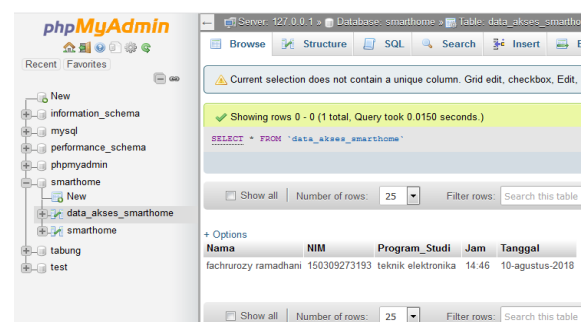 phpMyAdmin
Recent Favorites
New
information_schema
mysql
performance_schema
phpmyadmin
smarthome
New
data_akses_smarthome
smarthome
tabung
test
Server: 127.0.0.1 » Database: smarthome » Table: data_akses_smartho
Browse Structure SQL Search Insert E
Current selection does not contain a unique column. Grid edit, checkbox, Edit,
Showing rows 0 - 0 (1 total, Query took 0.0150 seconds.)
SELECT * FROM `data_akses_smarthome`
Show all Number of rows: 25 Filter rows: Search this table
+ Options
Nama NIM Program_Studi Jam Tanggal
fachrurozy ramadhani 150309273193 teknik elektronika 14:46 10-agustus-2018
Show all Number of rows: 25 Filter rows: Search this table